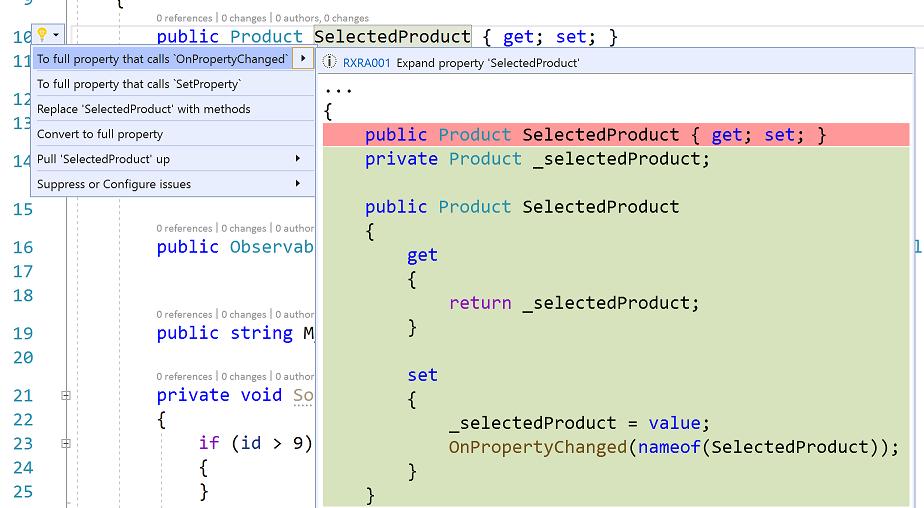 9
{
0 references | 0 changes | 0 authors, 0 changes
10 public Product SelectedProduct { get; set; }
11
To full property that calls `OnPropertyChanged`
To full property that calls `SetProperty`
Replace 'SelectedProduct' with methods
Convert to full property
Pull 'SelectedProduct' up
Suppress or Configure issues
RXRA001 Expand property 'SelectedProduct'
...
{
public Product SelectedProduct { get; set; }
private Product _selectedProduct;
public Product SelectedProduct
{
get
{
return _selectedProduct;
}
set
{
_selectedProduct = value;
OnPropertyChanged(nameof(SelectedProduct));
}
}
12
13
14
15
0 references | 0 changes | 0 author
16 public Observab
17
18
0 references | 0 changes | 0 author
19 public string M
20
0 references | 0 changes | 0 author
21 private void So
22 {
23 if (id > 9)
24 {
25 }